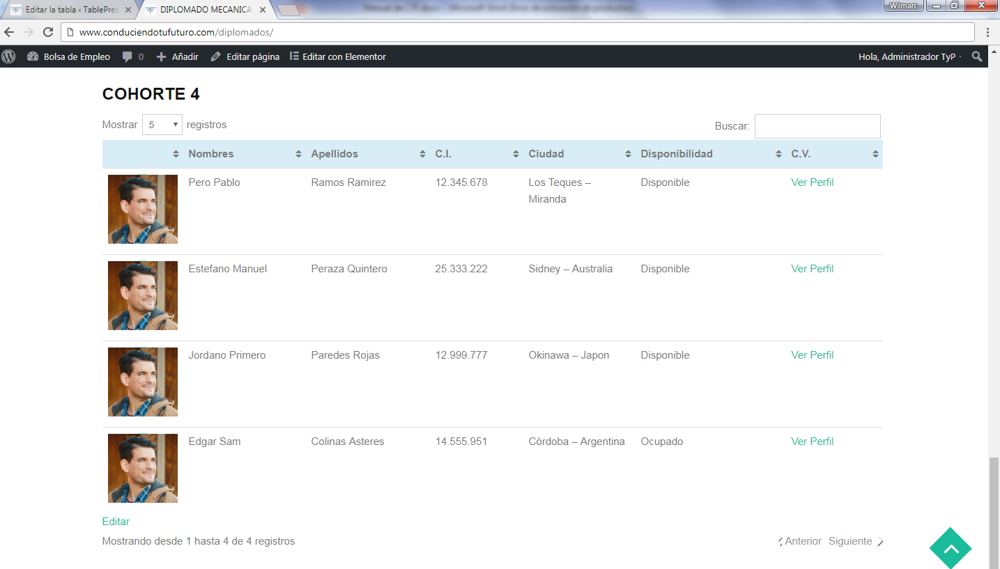 Editar la tabla ‹ TablePres
DIPLOMADO MECANICA
Wilmarc
www.conduciendotufuturo.com/diplomados/
Bolsa de Empleo 0 Añadir Editar página Editar con Elementor Hola, Administrador TyP
COHORTE 4
Mostrar 5 registros Buscar:
Nombres Apellidos C.I. Ciudad Disponibilidad C.V.
Pero Pablo Ramos Ramirez 12.345.678 Los Teques – Disponible Ver Perfil
Miranda
Estefano Manuel Peraza Quintero 25.333.222 Sidney – Australia Disponible Ver Perfil
Jordano Primero Paredes Rojas 12.999.777 Okinawa – Japon Disponible Ver Perfil
Edgar Sam Colinas Asteres 14.555.951 Córdoba – Argentina Ocupado Ver Perfil
Editar
Mostrando desde 1 hasta 4 de 4 registros Anterior Siguiente